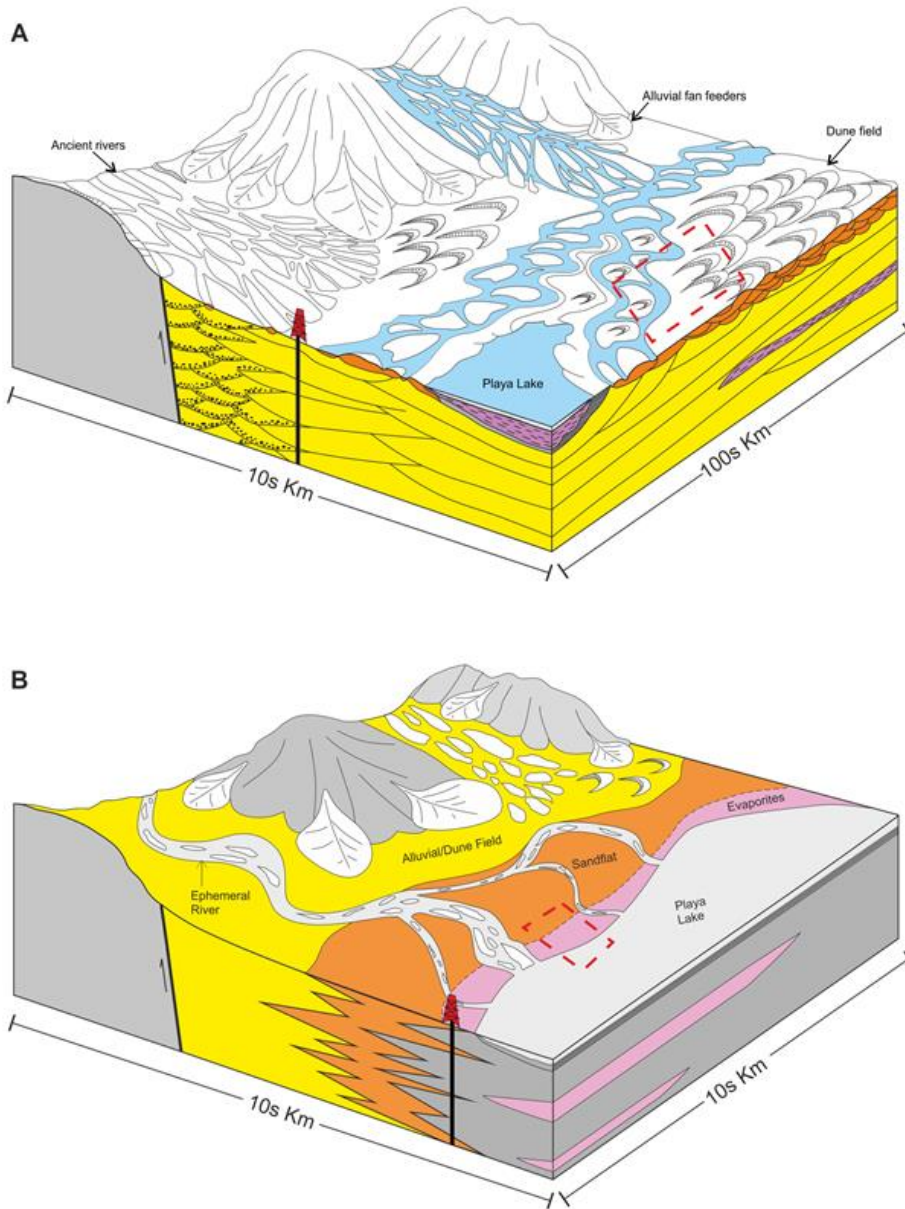 A
Alluvial fan feeders
Ancient rivers
Dune field
Playa Lake
10s Km
100s Km
B
Evaporites
Alluvial/Dune Field
Sandflat
Ephemeral
River
Playa
Lake
10s Km
10s Km